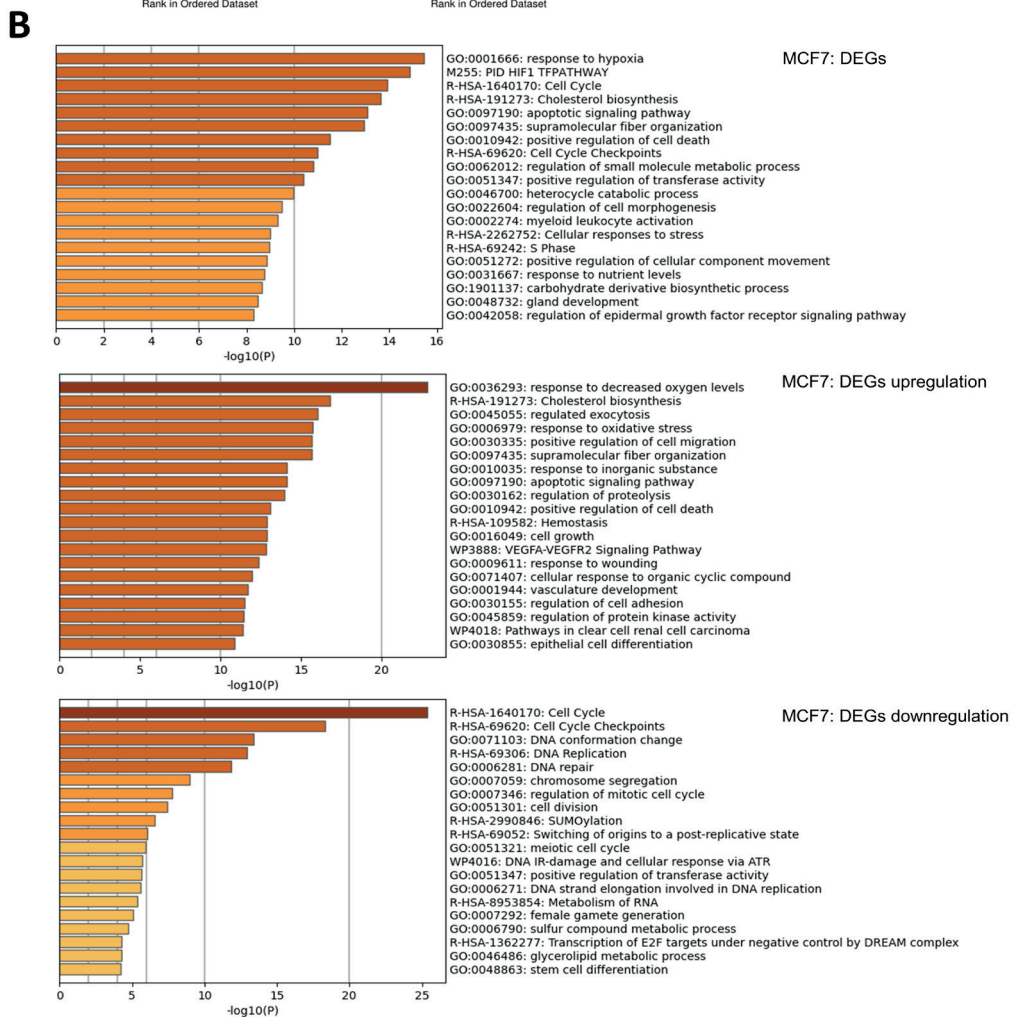 Rank in Ordered Dataset Rank in Ordered Dataset
B
MCF7: DEGs
GO:0001666: response to hypoxia
M255: PID HIF1 TFPATHWAY
R-HSA-1640170: Cell Cycle
R-HSA-191273: Cholesterol biosynthesis
GO:0097190: apoptotic signaling pathway
GO:0097435: supramolecular fiber organization
GO:0010942: positive regulation of cell death
R-HSA-69620: Cell Cycle Checkpoints
GO:0062012: regulation of small molecule metabolic process
GO:0051347: positive regulation of transferase activity
GO:0046700: heterocycle catabolic process
GO:0022604: regulation of cell morphogenesis
GO:0002274: myeloid leukocyte activation
R-HSA-2262752: Cellular responses to stress
R-HSA-69242: S Phase
GO:0051272: positive regulation of cellular component movement
GO:0031667: response to nutrient levels
GO:1901137: carbohydrate derivative biosynthetic process
GO:0048732: gland development
GO:0042058: regulation of epidermal growth factor receptor signaling pathway
0 2 4 6 8 10 12 14 16
-log10(P)
MCF7: DEGs upregulation
GO:0036293: response to decreased oxygen levels
R-HSA-191273: Cholesterol biosynthesis
GO:0045055: regulated exocytosis
GO:0006979: response to oxidative stress
GO:0030335: positive regulation of cell migration
GO:0097435: supramolecular fiber organization
GO:0010035: response to inorganic substance
GO:0097190: apoptotic signaling pathway
GO:0030162: regulation of proteolysis
GO:0010942: positive regulation of cell death
R-HSA-109582: Hemostasis
GO:0016049: cell growth
WP3888: VEGFA-VEGFR2 Signaling Pathway
GO:0009611: response to wounding
GO:0071407: cellular response to organic cyclic compound
GO:0001944: vasculature development
GO:0030155: regulation of cell adhesion
GO:0045859: regulation of protein kinase activity
WP4018: Pathways in clear cell renal cell carcinoma
GO:0030855: epithelial cell differentiation
0 5 10 15 20
-log10(P)
MCF7: DEGs downregulation
R-HSA-1640170: Cell Cycle
R-HSA-69620: Cell Cycle Checkpoints
GO:0071103: DNA conformation change
R-HSA-69306: DNA Replication
GO:0006281: DNA repair
GO:0007059: chromosome segregation
GO:0007346: regulation of mitotic cell cycle
GO:0051301: cell division
R-HSA-2990846: SUMOylation
R-HSA-69052: Switching of origins to a post-replicative state
GO:0051321: meiotic cell cycle
WP4016: DNA IR-damage and cellular response via ATR
GO:0051347: positive regulation of transferase activity
GO:0006271: DNA strand elongation involved in DNA replication
R-HSA-8953854: Metabolism of RNA
GO:0007292: female gamete generation
GO:0006790: sulfur compound metabolic process
R-HSA-1362277: Transcription of E2F targets under negative control by DREAM complex
GO:0046486: glycerolipid metabolic process
GO:0048863: stem cell differentiation
0 5 10 15 20 25
-log10(P)